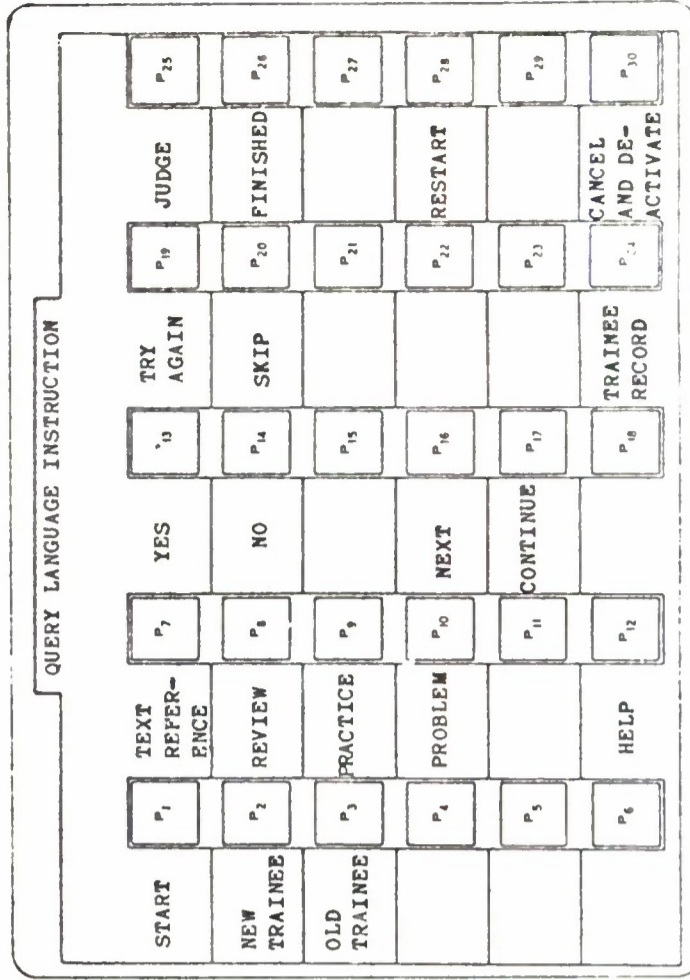 QUERY LANGUAGE INSTRUCTION
START P1 TEXT REFER-ENCE P7 YES 13 TRY AGAIN P19 JUDGE P25
NEW TRAINEE P2 REVIEW P8 NO P14 SKIP P20 FINISHED P26
OLD TRAINEE P3 PRACTICE P9 P15 P21 P27
P4 PROBLEM P10 NEXT P16 P22 RESTART P28
P5 P11 CONTINUE P17 P23 P29
P6 HELP P12 P18 TRAINEE RECORD P24 CANCEL AND DE-ACTIVATE P30